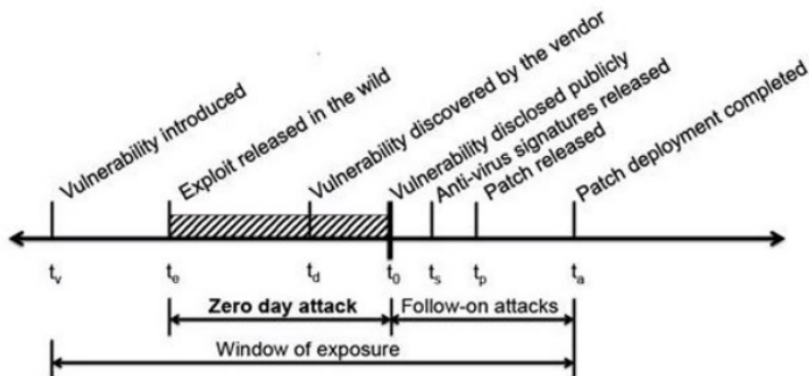 Vulnerability introduced
Exploit released in the wild
Vulnerability discovered by the vendor
Vulnerability disclosed publicly
Anti-virus signatures released
Patch released
Patch deployment completed
tv te td t0 ts tp ta
Zero day attack Follow-on attacks
Window of exposure